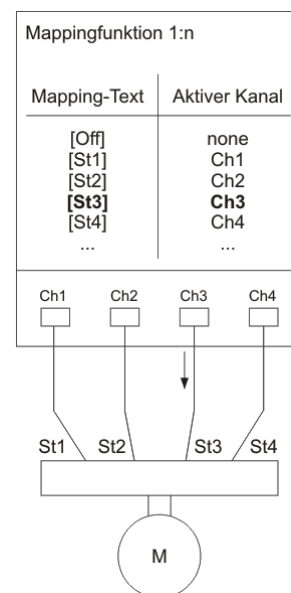 Mappingfunktion 1:n
Mapping-Text Aktiver Kanal
[Off] none
[St1] Ch1
[St2] Ch2
[St3] Ch3
[St4] Ch4
... ...
Ch1 Ch2 Ch3 Ch4
St1 St2 St3 St4
M